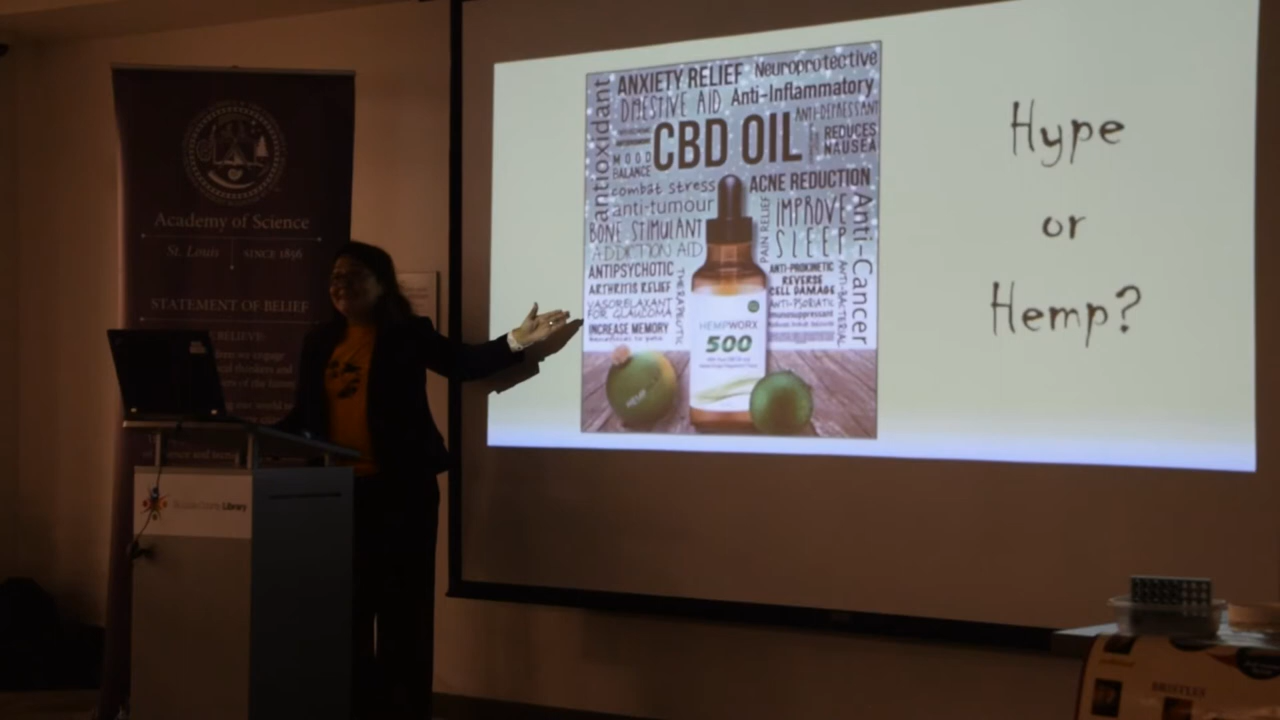 Academy of Science
St. Louis
SINCE 1856
STATEMENT OF BELIEF
Library
antioxidant
ANXIETY RELIEF
Neuroprotective
DIGESTIVE AID
Anti-Inflammatory
ANTI-DEPRESSANT
CBD OIL
REDUCES
NAUSEA
MOOD
BALANCE
combat stress
ACNE REDUCTION
anti-tumour
BONE STIMULANT
ADDICTION AID
PAIN RELIEF
IMPROVE
SLEEP
Anti-Cancer
ANTIPSYCHOTIC
ARTHRITIS RELIEF
VASORELAXANT
FOR GLAUCOMA
INCREASE MEMORY
THERAPEUTIC
ANTI-PROKINETIC
REVERSE
CELL DAMAGE
ANTI-PSORIATIC
Immunosuppressant
ANTI-BACTERIAL
HEMPWORX
500
HEMP
Hype
or
Hemp?